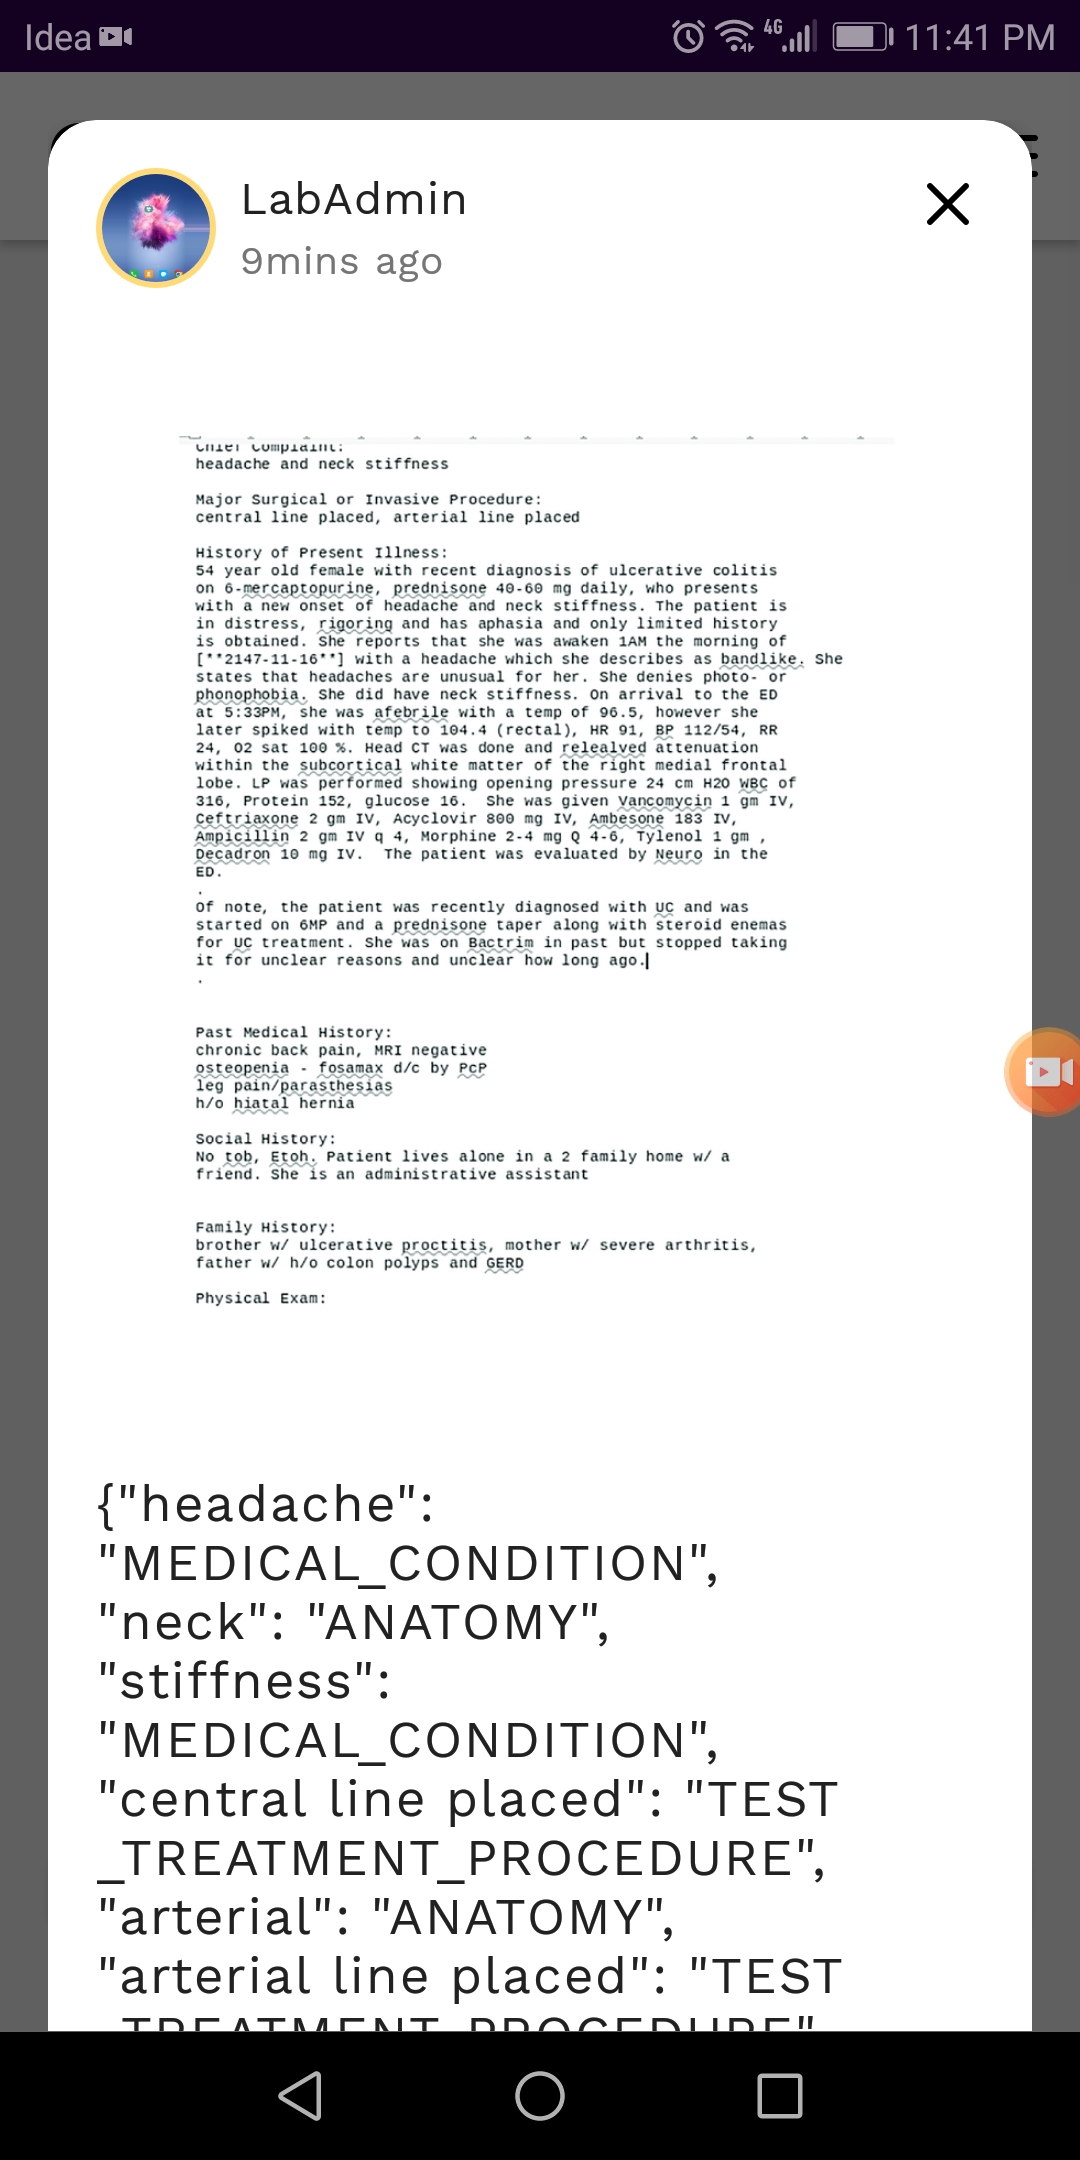 Idea 4G 11:41 PM
LabAdmin
9mins ago
Chief Complaint:
headache and neck stiffness
Major Surgical or Invasive Procedure:
central line placed, arterial line placed
History of Present Illness:
54 year old female with recent diagnosis of ulcerative colitis
on 6-mercaptopurine, prednisone 40-60 mg daily, who presents
with a new onset of headache and neck stiffness. The patient is
in distress, rigoring and has aphasia and only limited history
is obtained. She reports that she was awaken 1AM the morning of
[**2147-11-16**] with a headache which she describes as bandlike. She
states that headaches are unusual for her. She denies photo- or
phonophobia. She did have neck stiffness. On arrival to the ED
at 5:33PM, she was afebrile with a temp of 96.5, however she
later spiked with temp to 104.4 (rectal), HR 91, BP 112/54, RR
24, O2 sat 100 %. Head CT was done and relealved attenuation
within the subcortical white matter of the right medial frontal
lobe. LP was performed showing opening pressure 24 cm H2O WBC of
316, Protein 152, glucose 16. She was given Vancomycin 1 gm IV,
Ceftriaxone 2 gm IV, Acyclovir 800 mg IV, Ambesone 183 IV,
Ampicillin 2 gm IV q 4, Morphine 2-4 mg Q 4-6, Tylenol 1 gm ,
Decadron 10 mg IV. The patient was evaluated by Neuro in the
ED.
.
Of note, the patient was recently diagnosed with UC and was
started on 6MP and a prednisone taper along with steroid enemas
for UC treatment. She was on Bactrim in past but stopped taking
it for unclear reasons and unclear how long ago.
.
Past Medical History:
chronic back pain, MRI negative
osteopenia - fosamax d/c by PcP
leg pain/parasthesias
h/o hiatal hernia
Social History:
No tob, Etoh. Patient lives alone in a 2 family home w/ a
friend. She is an administrative assistant
Family History:
brother w/ ulcerative proctitis, mother w/ severe arthritis,
father w/ h/o colon polyps and GERD
Physical Exam:
{"headache":
"MEDICAL_CONDITION",
"neck": "ANATOMY",
"stiffness":
"MEDICAL_CONDITION",
"central line placed": "TEST
_TREATMENT_PROCEDURE",
"arterial": "ANATOMY",
"arterial line placed": "TEST
_TREATMENT_PROCEDURE"